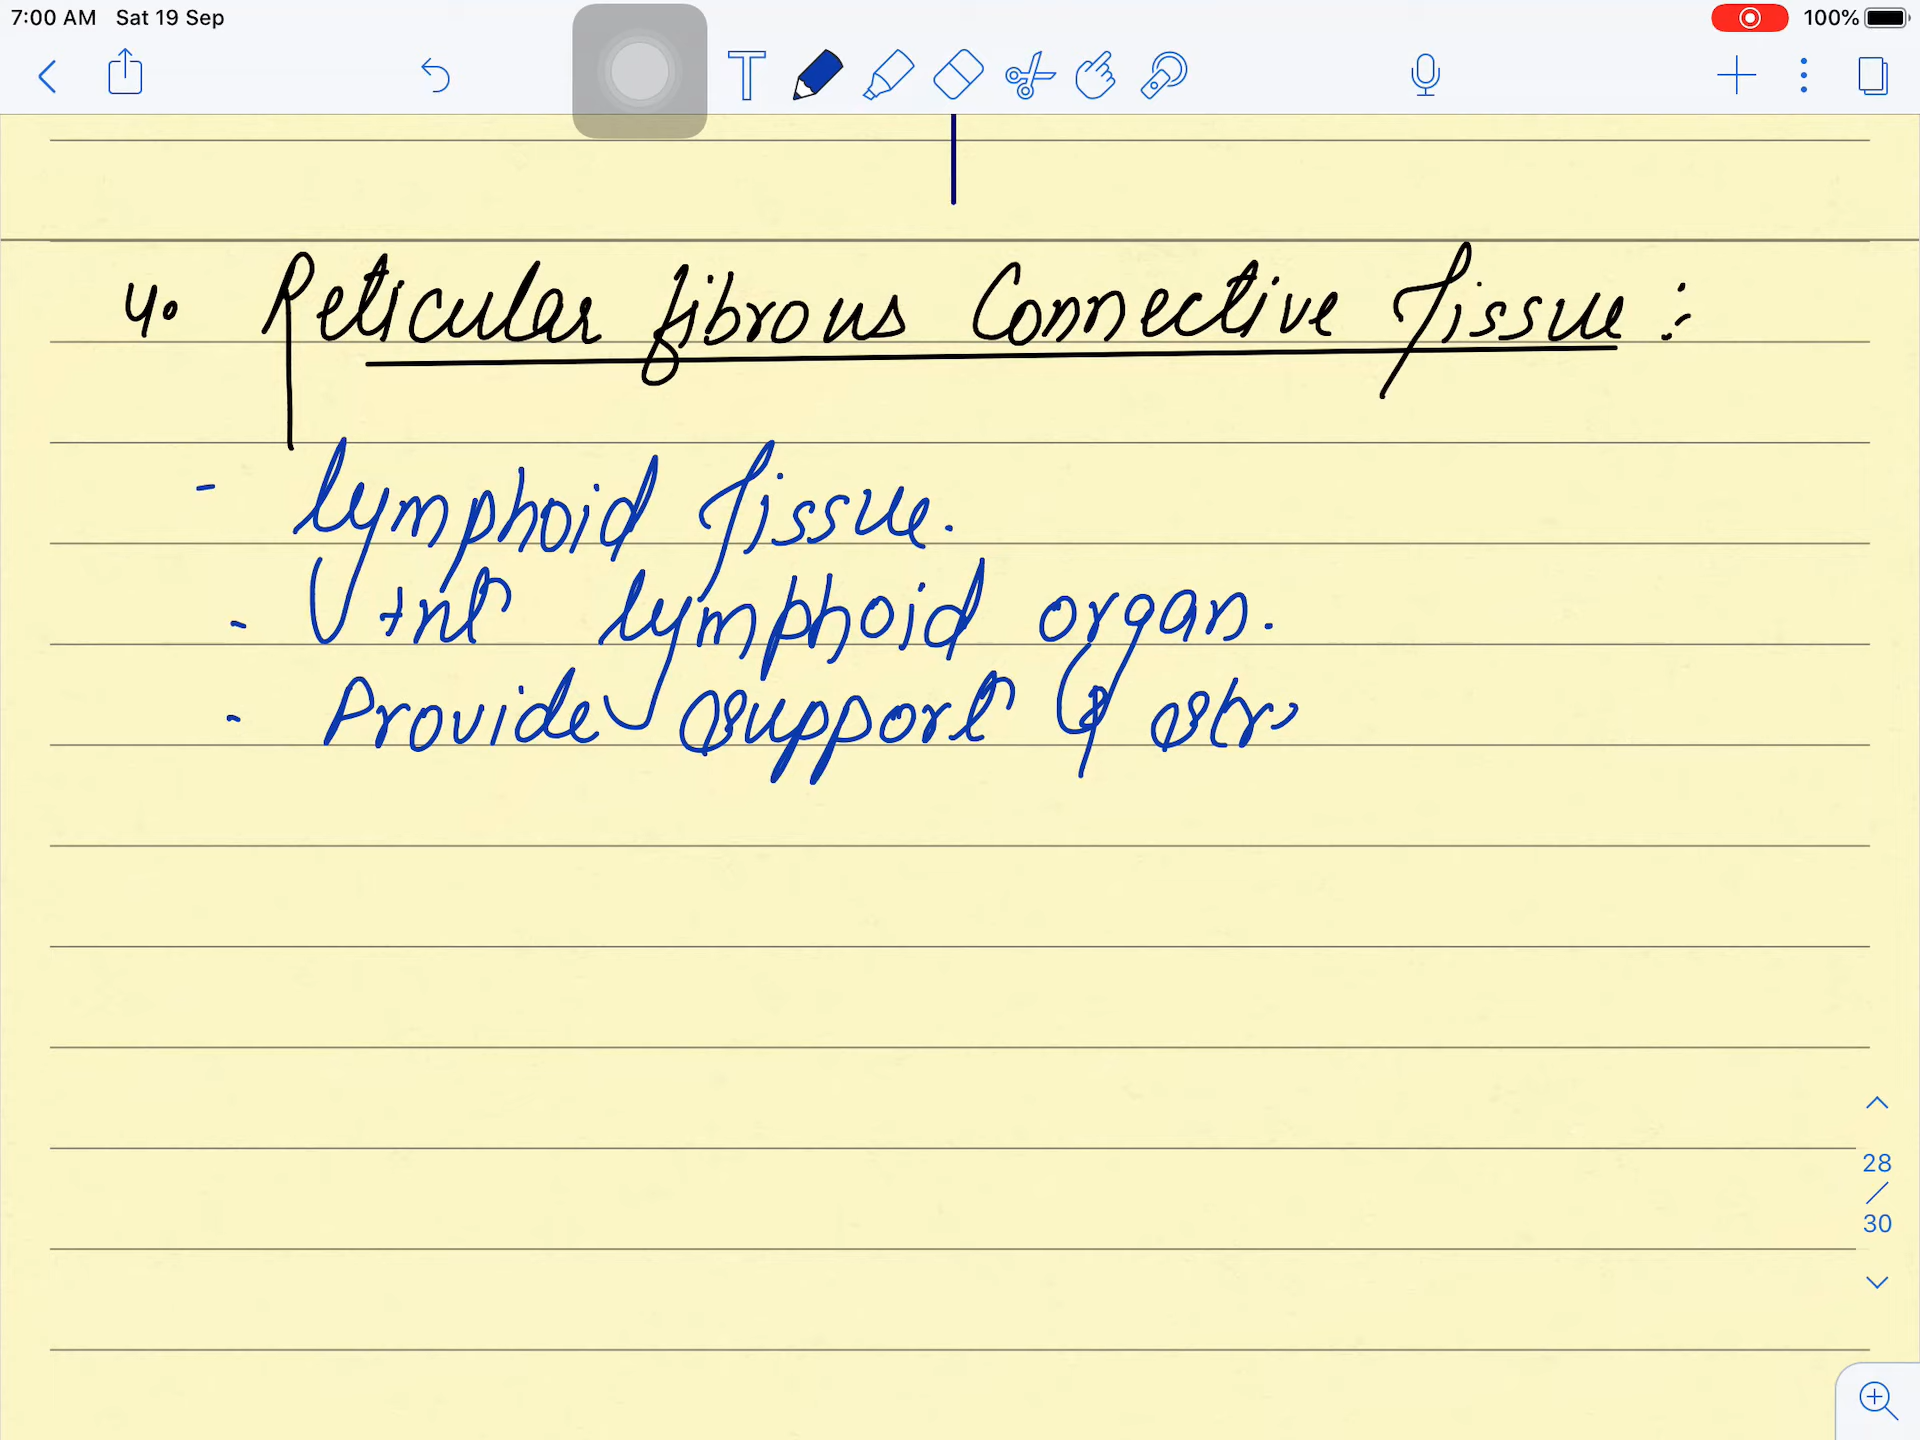 7:00 AM Sat 19 Sep
100%
T
4. Reticular fibrous Connective Tissue :-
- lymphoid Tissue.
- +nt lymphoid organ.
- Provide support & str
28
/
30